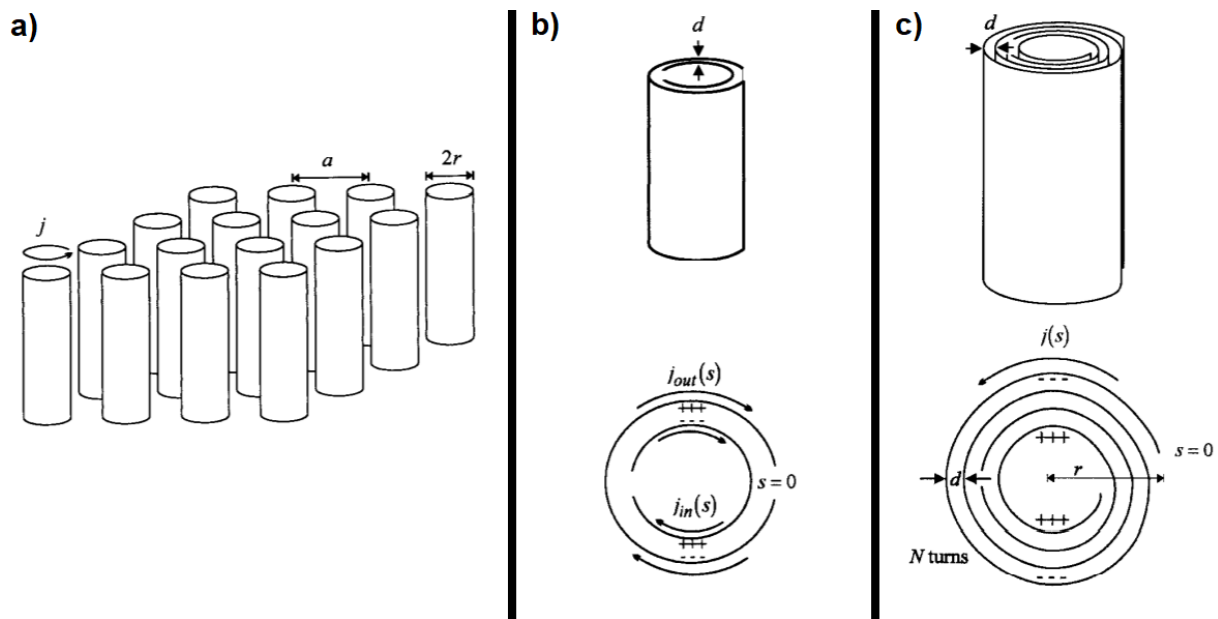 a)
a
2r
j
b)
d
j_out(s)
+++
---
s = 0
j_in(s)
+++
---
c)
d
j(s)
---
+++
s = 0
d
r
+++
N turns
---